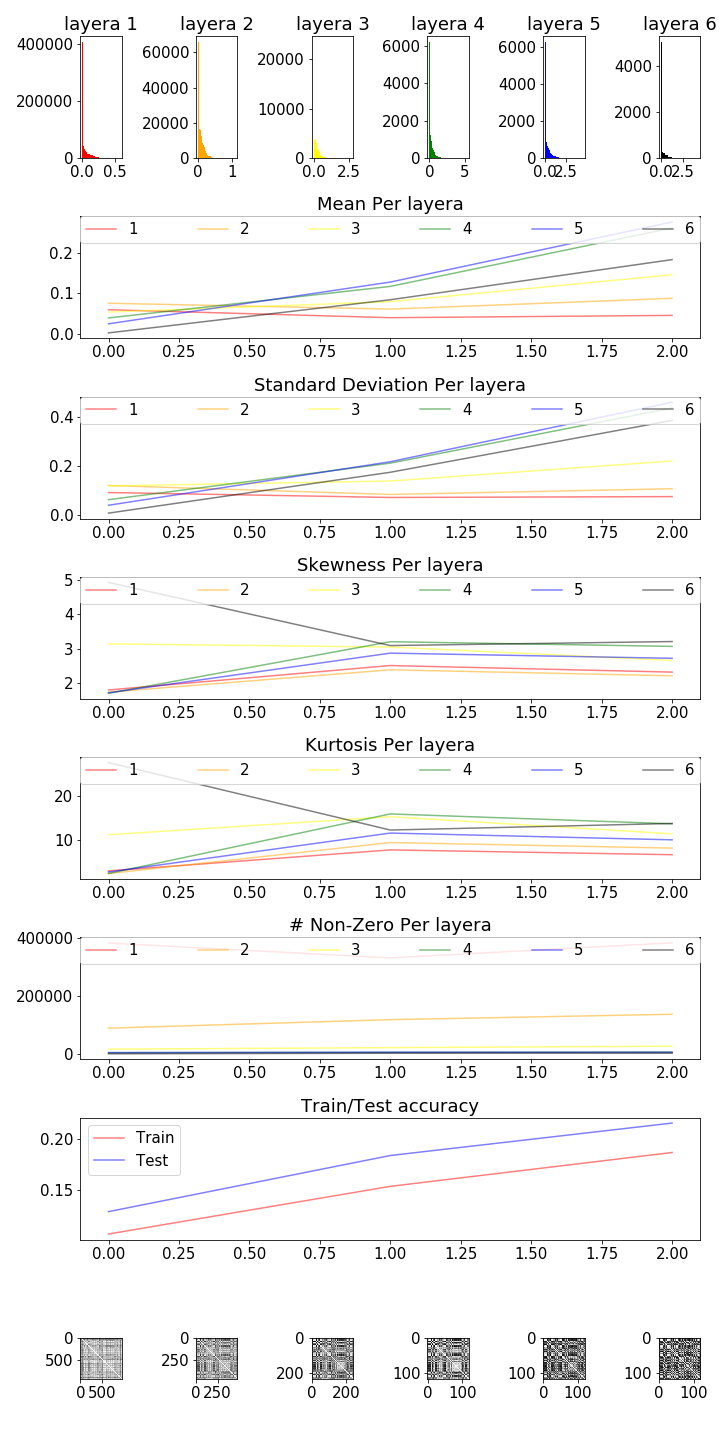 layera 1 layera 2 layera 3 layera 4 layera 5 layera 6
400000 60000 20000 6000 6000 4000
200000 40000 10000 4000 4000 2000
20000 2000 2000
0 0 0 0 0 0
0.0 0.5 0 1 0.0 2.5 0 5 0.0 2.5 0.0 2.5
Mean Per layera
1 2 3 4 5 6
0.2
0.1
0.0
0.00 0.25 0.50 0.75 1.00 1.25 1.50 1.75 2.00
Standard Deviation Per layera
1 2 3 4 5 6
0.4
0.2
0.0
0.00 0.25 0.50 0.75 1.00 1.25 1.50 1.75 2.00
Skewness Per layera
5
1 2 3 4 5 6
4
3
2
0.00 0.25 0.50 0.75 1.00 1.25 1.50 1.75 2.00
Kurtosis Per layera
1 2 3 4 5 6
20
10
0.00 0.25 0.50 0.75 1.00 1.25 1.50 1.75 2.00
# Non-Zero Per layera
400000
1 2 3 4 5 6
200000
0
0.00 0.25 0.50 0.75 1.00 1.25 1.50 1.75 2.00
Train/Test accuracy
Train
Test
0.20
0.15
0.00 0.25 0.50 0.75 1.00 1.25 1.50 1.75 2.00
0 0 0 0 0 0
500 250 200 100 100 100
0 500 0 250 0 200 0 100 0 100 0 100